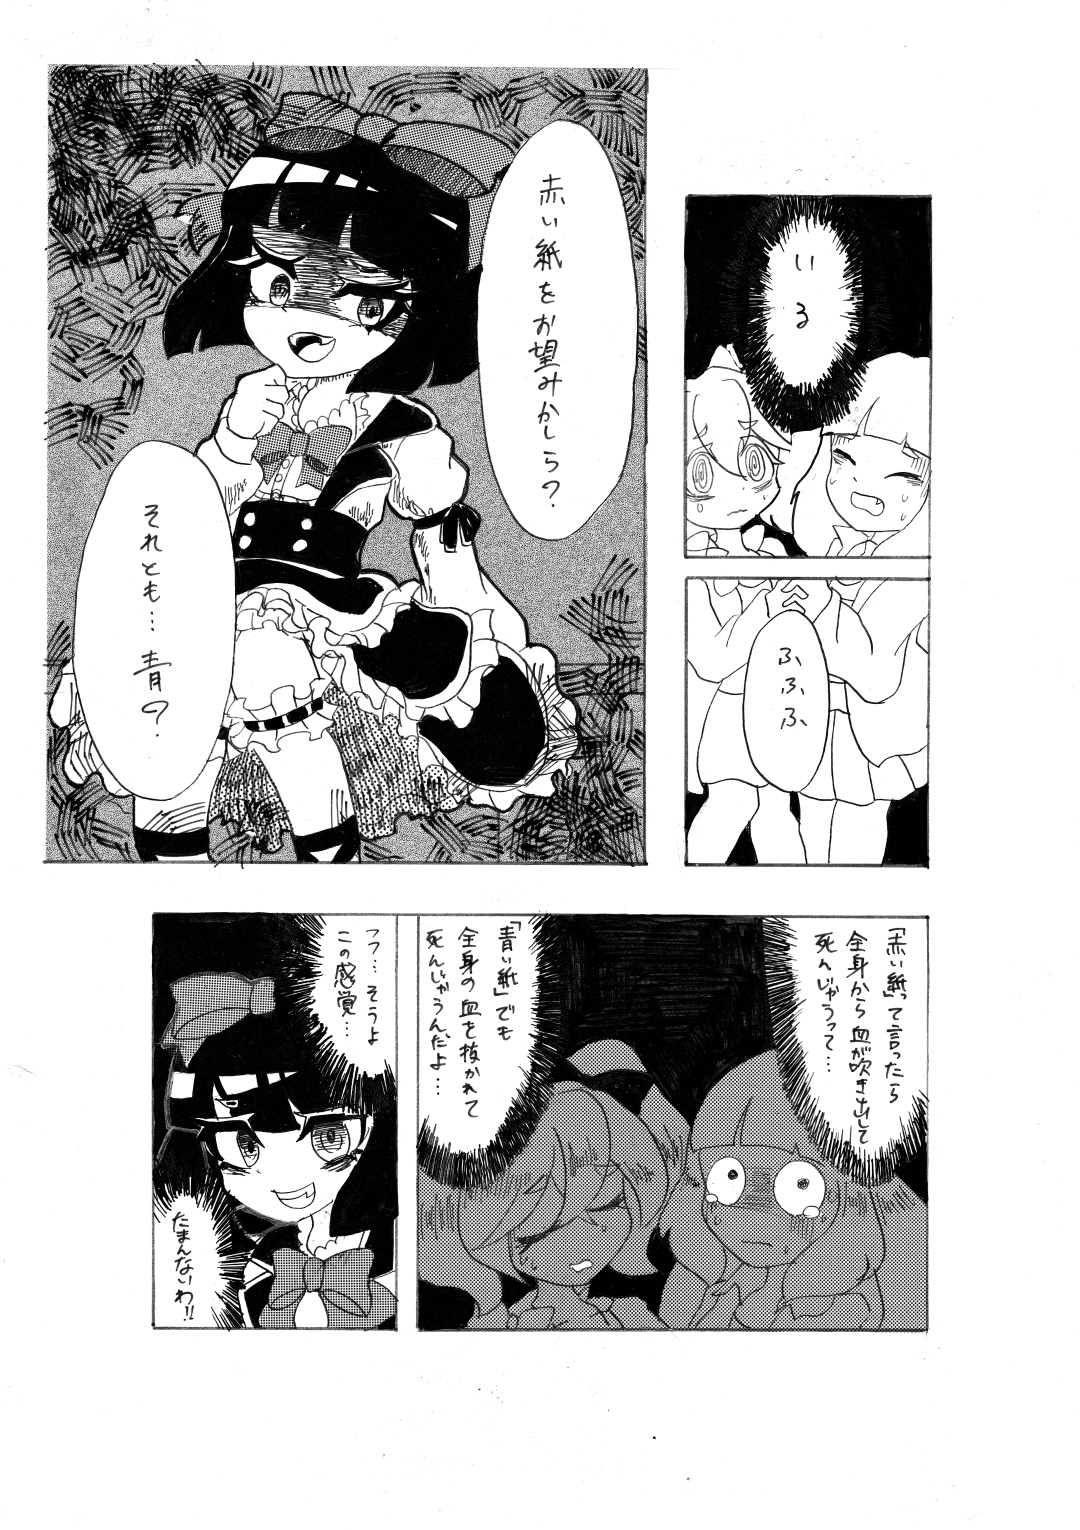 いる
ふふふ
赤い紙をお望みかしら？
それとも…青？
「赤い紙」って言ったら
全身から血が吹き出して
死んじゃうって…
「青い紙」でも
全身の血を抜かれて
死んじゃうんだよ…
フフ…そうよ
この感覚…
たまんないわ!!